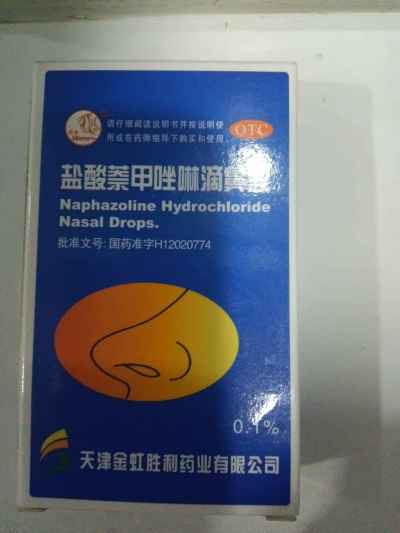 请仔细阅读说明书并按说明使
用或在药师指导下购买和使用
OTC
盐酸萘甲唑啉滴鼻液
Naphazoline Hydrochloride
Nasal Drops.
批准文号: 国药准字H12020774
0.1%
天津金虹胜利药业有限公司